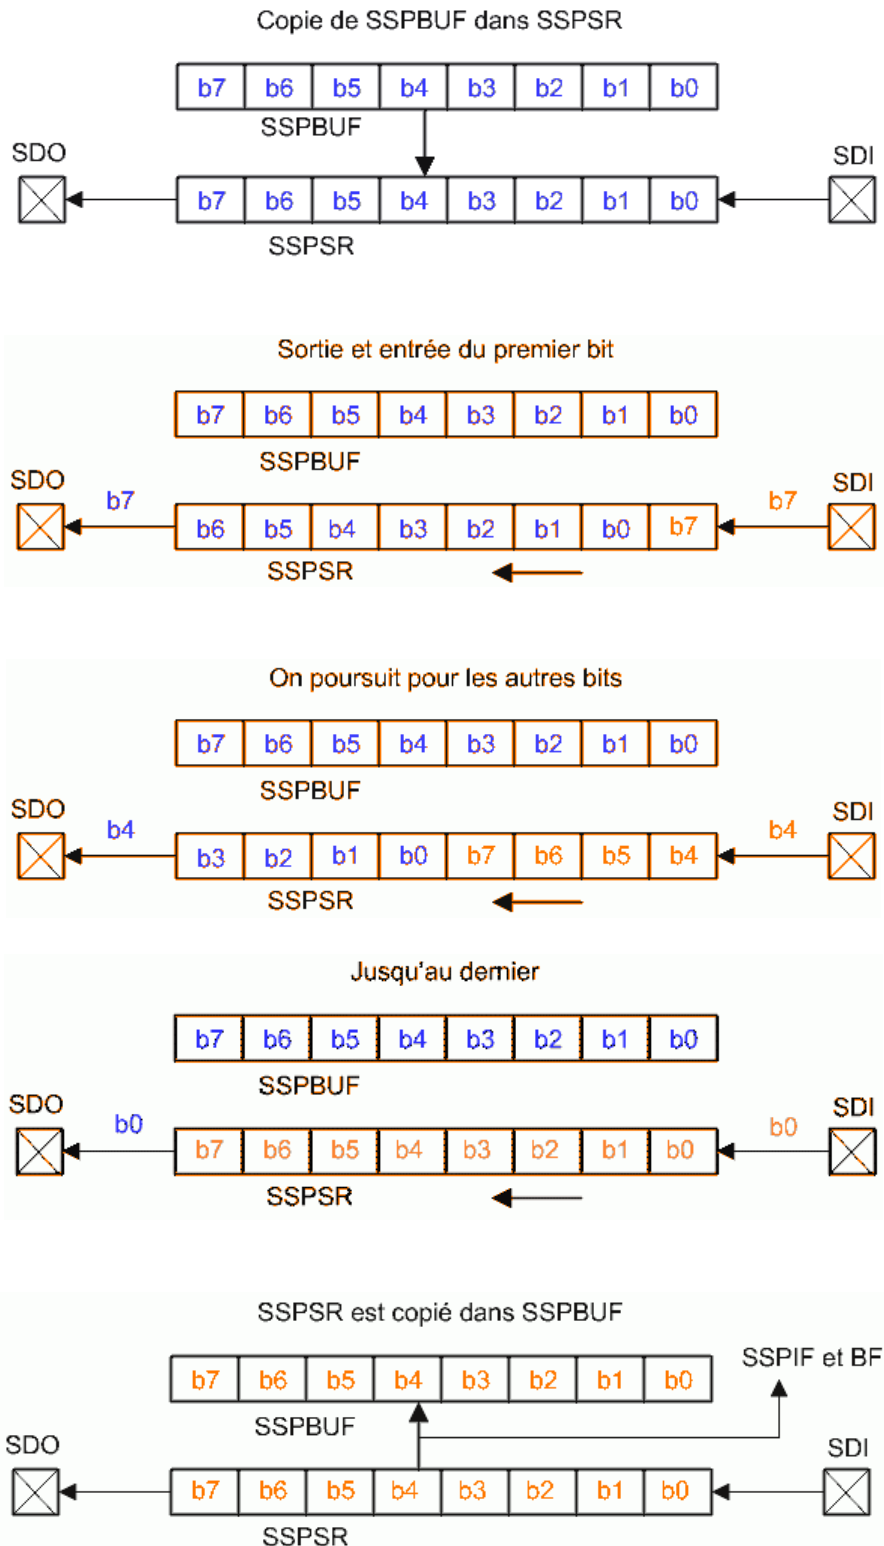 Copie de SSPBUF dans SSPSR
b7 b6 b5 b4 b3 b2 b1 b0
SSPBUF
SDO SDI
b7 b6 b5 b4 b3 b2 b1 b0
SSPSR
Sortie et entrée du premier bit
b7 b6 b5 b4 b3 b2 b1 b0
SSPBUF
SDO b7 b7 SDI
b6 b5 b4 b3 b2 b1 b0 b7
SSPSR
On poursuit pour les autres bits
b7 b6 b5 b4 b3 b2 b1 b0
SSPBUF
SDO b4 b4 SDI
b3 b2 b1 b0 b7 b6 b5 b4
SSPSR
Jusqu'au dernier
b7 b6 b5 b4 b3 b2 b1 b0
SSPBUF
SDO b0 b0 SDI
b7 b6 b5 b4 b3 b2 b1 b0
SSPSR
SSPSR est copié dans SSPBUF
SSPIF et BF
b7 b6 b5 b4 b3 b2 b1 b0
SSPBUF
SDO SDI
b7 b6 b5 b4 b3 b2 b1 b0
SSPSR